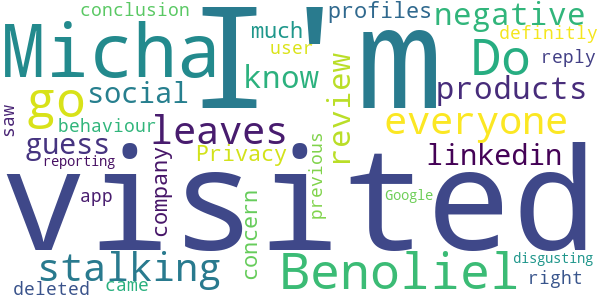 conclusion I'm profiles negative
Micha much user Do definitly
go social know reply
products
saw behaviour leaves review everyone
guess Privacy linkedin
reporting company previous
visited
app concern Google
stalking Benoliel disgusting
deleted came right